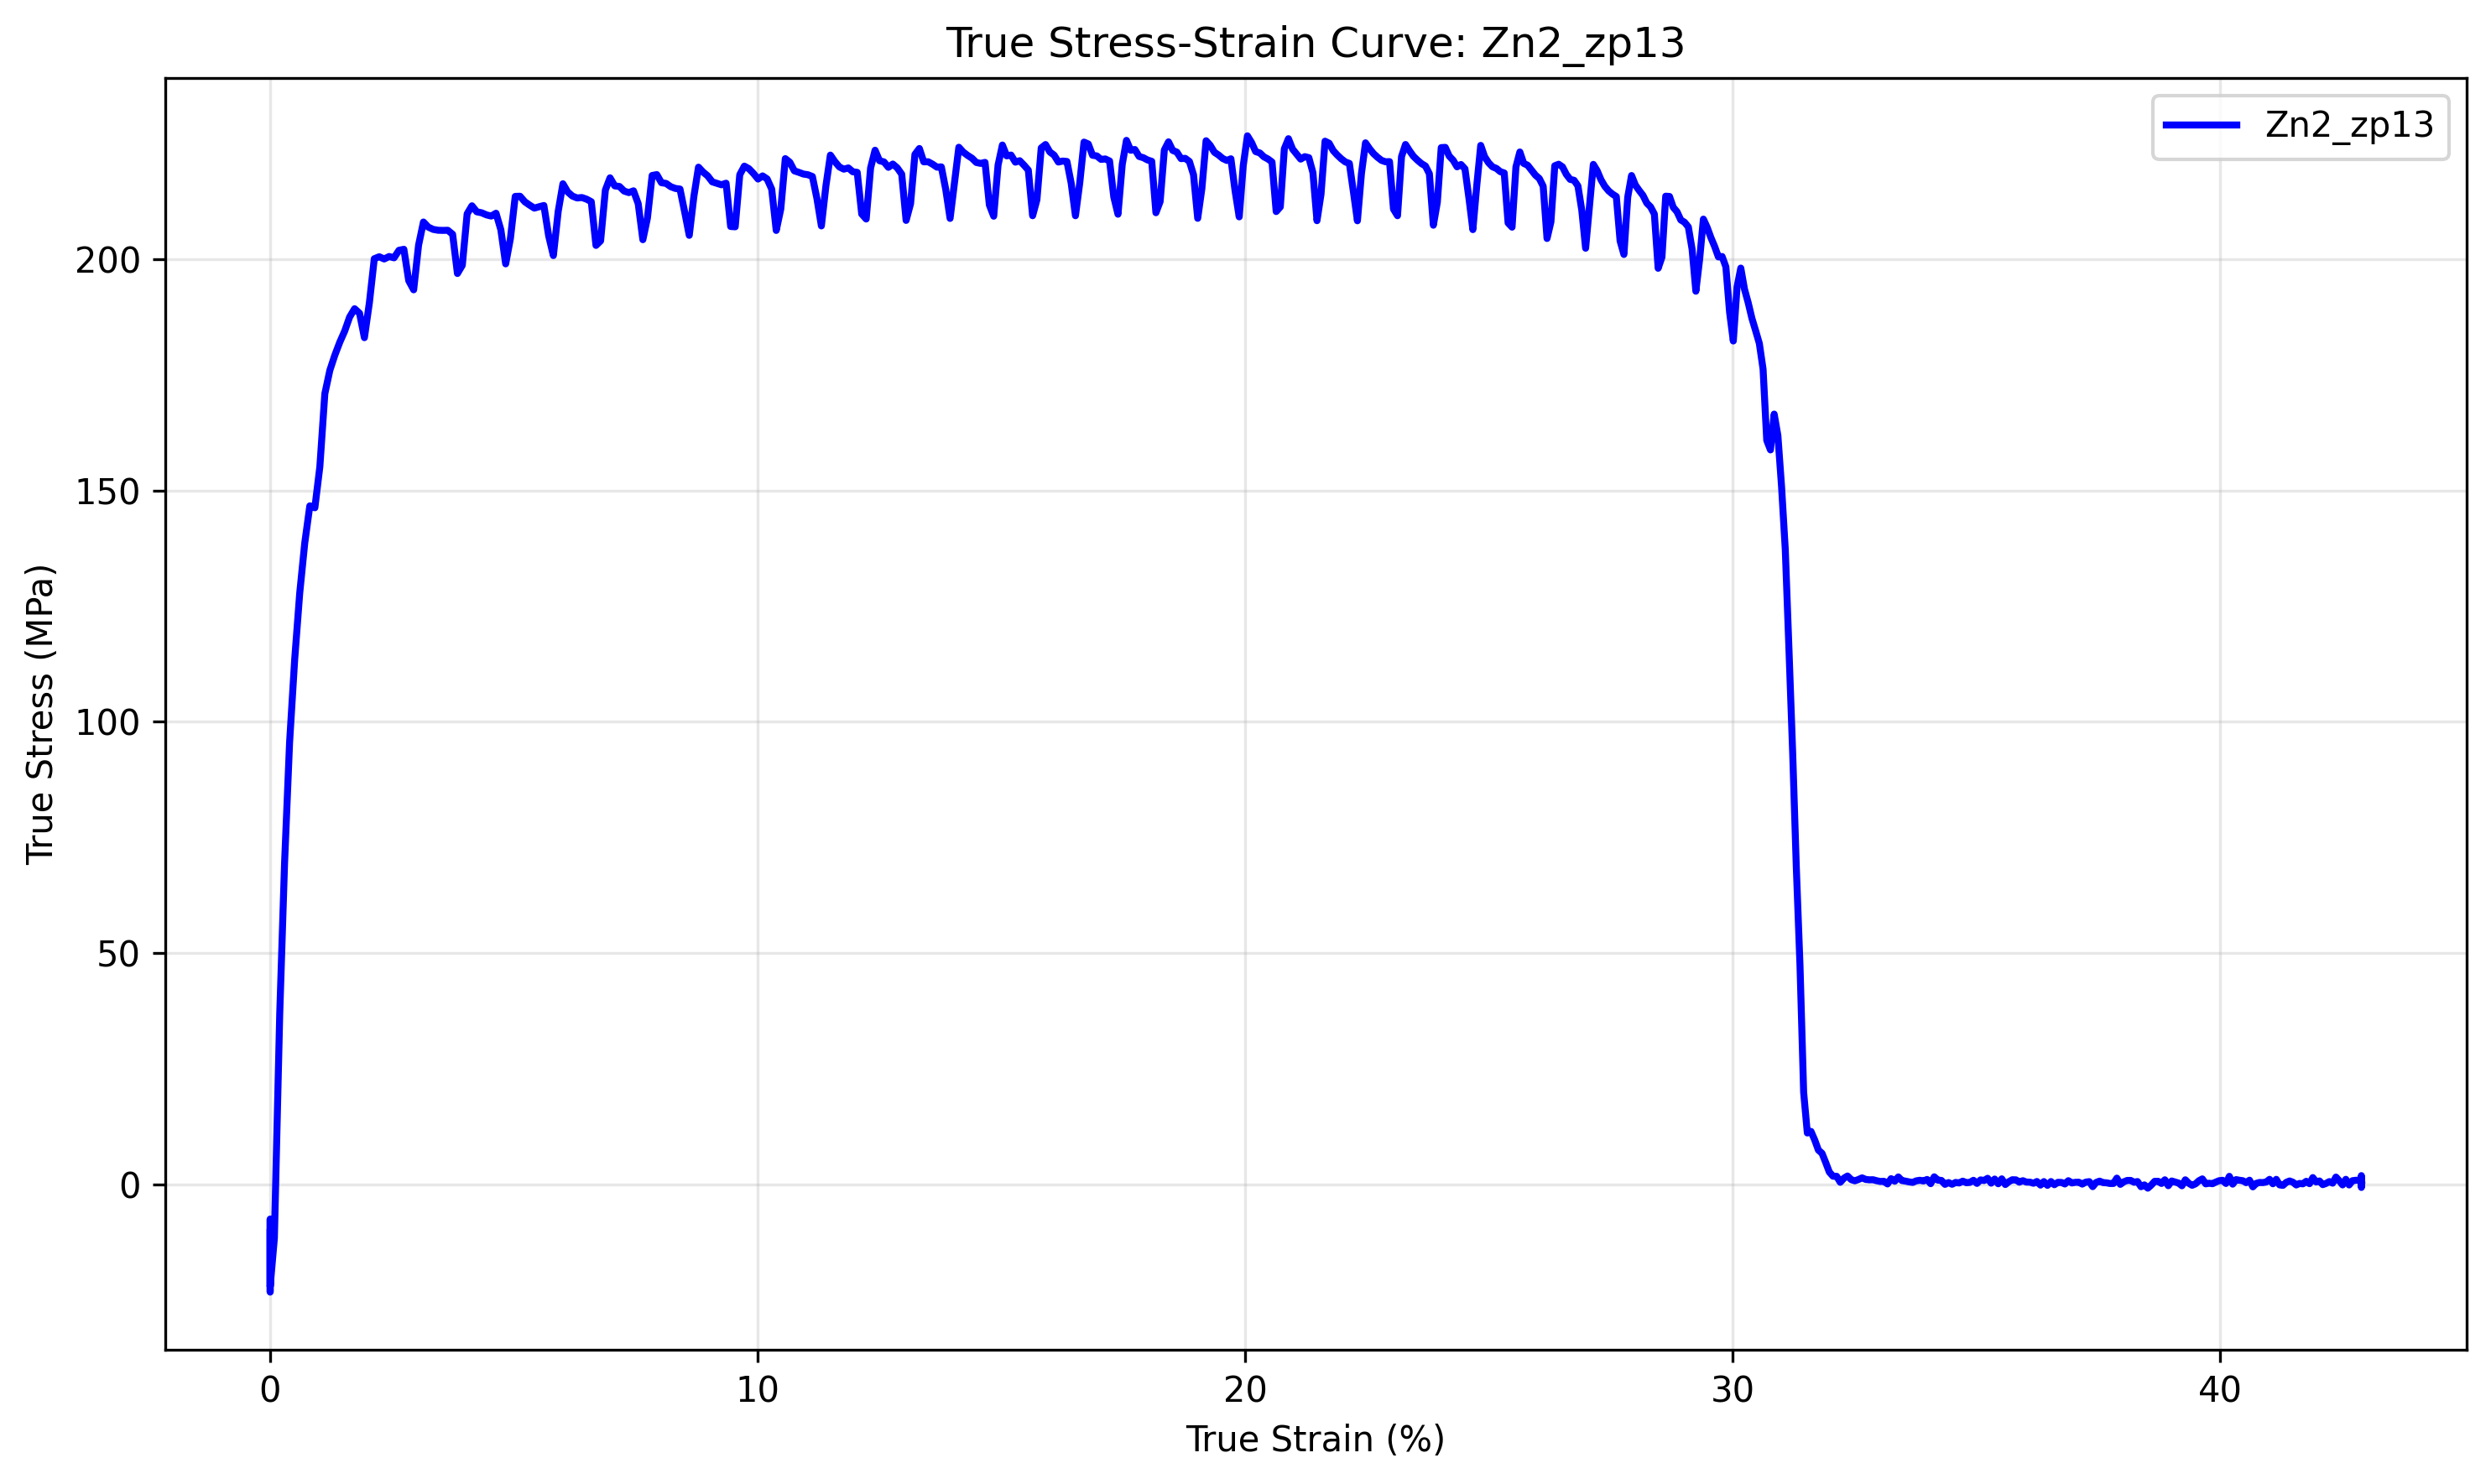 True Stress-Strain Curve: Zn2_zp13
Zn2_zp13
True Stress (MPa)
200
150
100
50
0
0 10 20 30 40
True Strain (%)